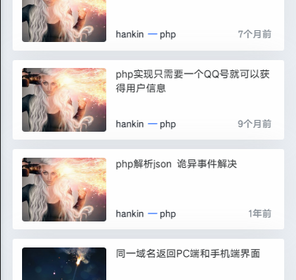 hankin — php
7个月前
php实现只需要一个QQ号就可以获
得用户信息
hankin — php
9个月前
php解析json 诡异事件解决
hankin — php
1年前
同一域名返回PC端和手机端界面